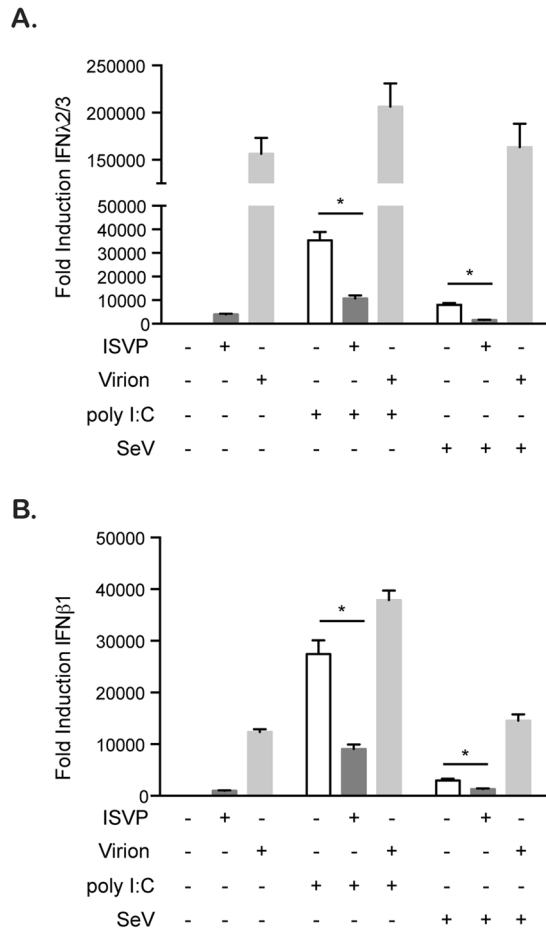 A.
Fold Induction IFNλ2/3
250000
200000
150000
50000
40000
30000
20000
10000
0
* *
ISVP - + - - + - - + -
Virion - - + - - + - - +
poly I:C - - - + + + - - -
SeV - - - - - - + + +
B.
Fold Induction IFNβ1
50000
40000
30000
20000
10000
0
* *
ISVP - + - - + - - + -
Virion - - + - - + - - +
poly I:C - - - + + + - - -
SeV - - - - - - + + +